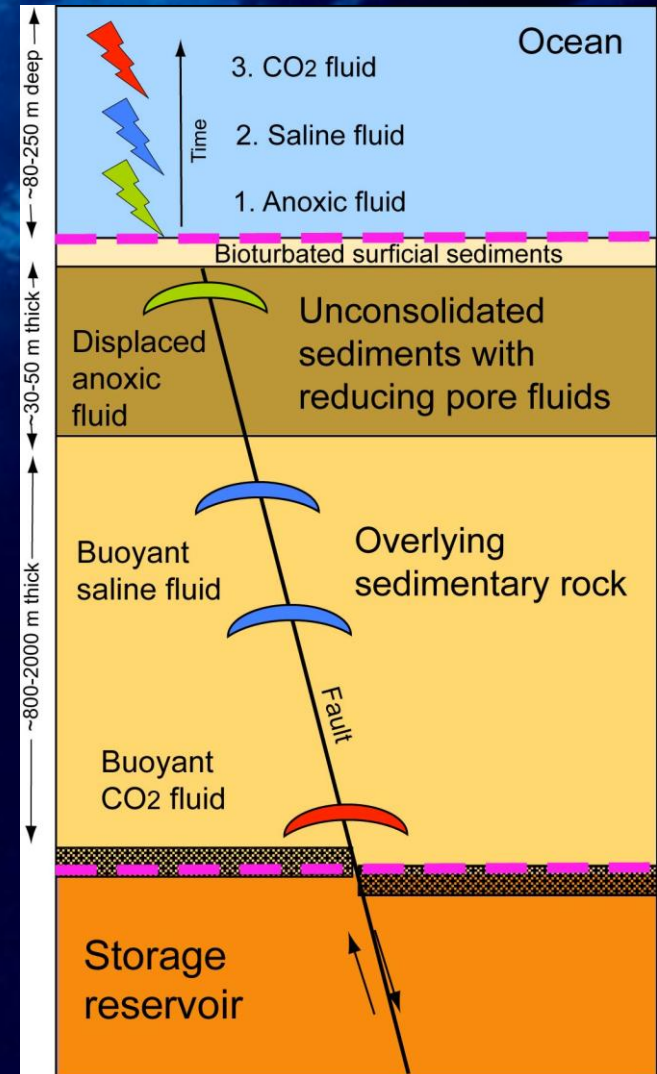 Ocean
3. CO2 fluid
2. Saline fluid
1. Anoxic fluid
Time
~80-250 m deep
Bioturbated surficial sediments
~30-50 m thick
Displaced
anoxic
fluid
Unconsolidated
sediments with
reducing pore fluids
~800-2000 m thick
Buoyant
saline fluid
Overlying
sedimentary rock
Fault
Buoyant
CO2 fluid
Storage
reservoir